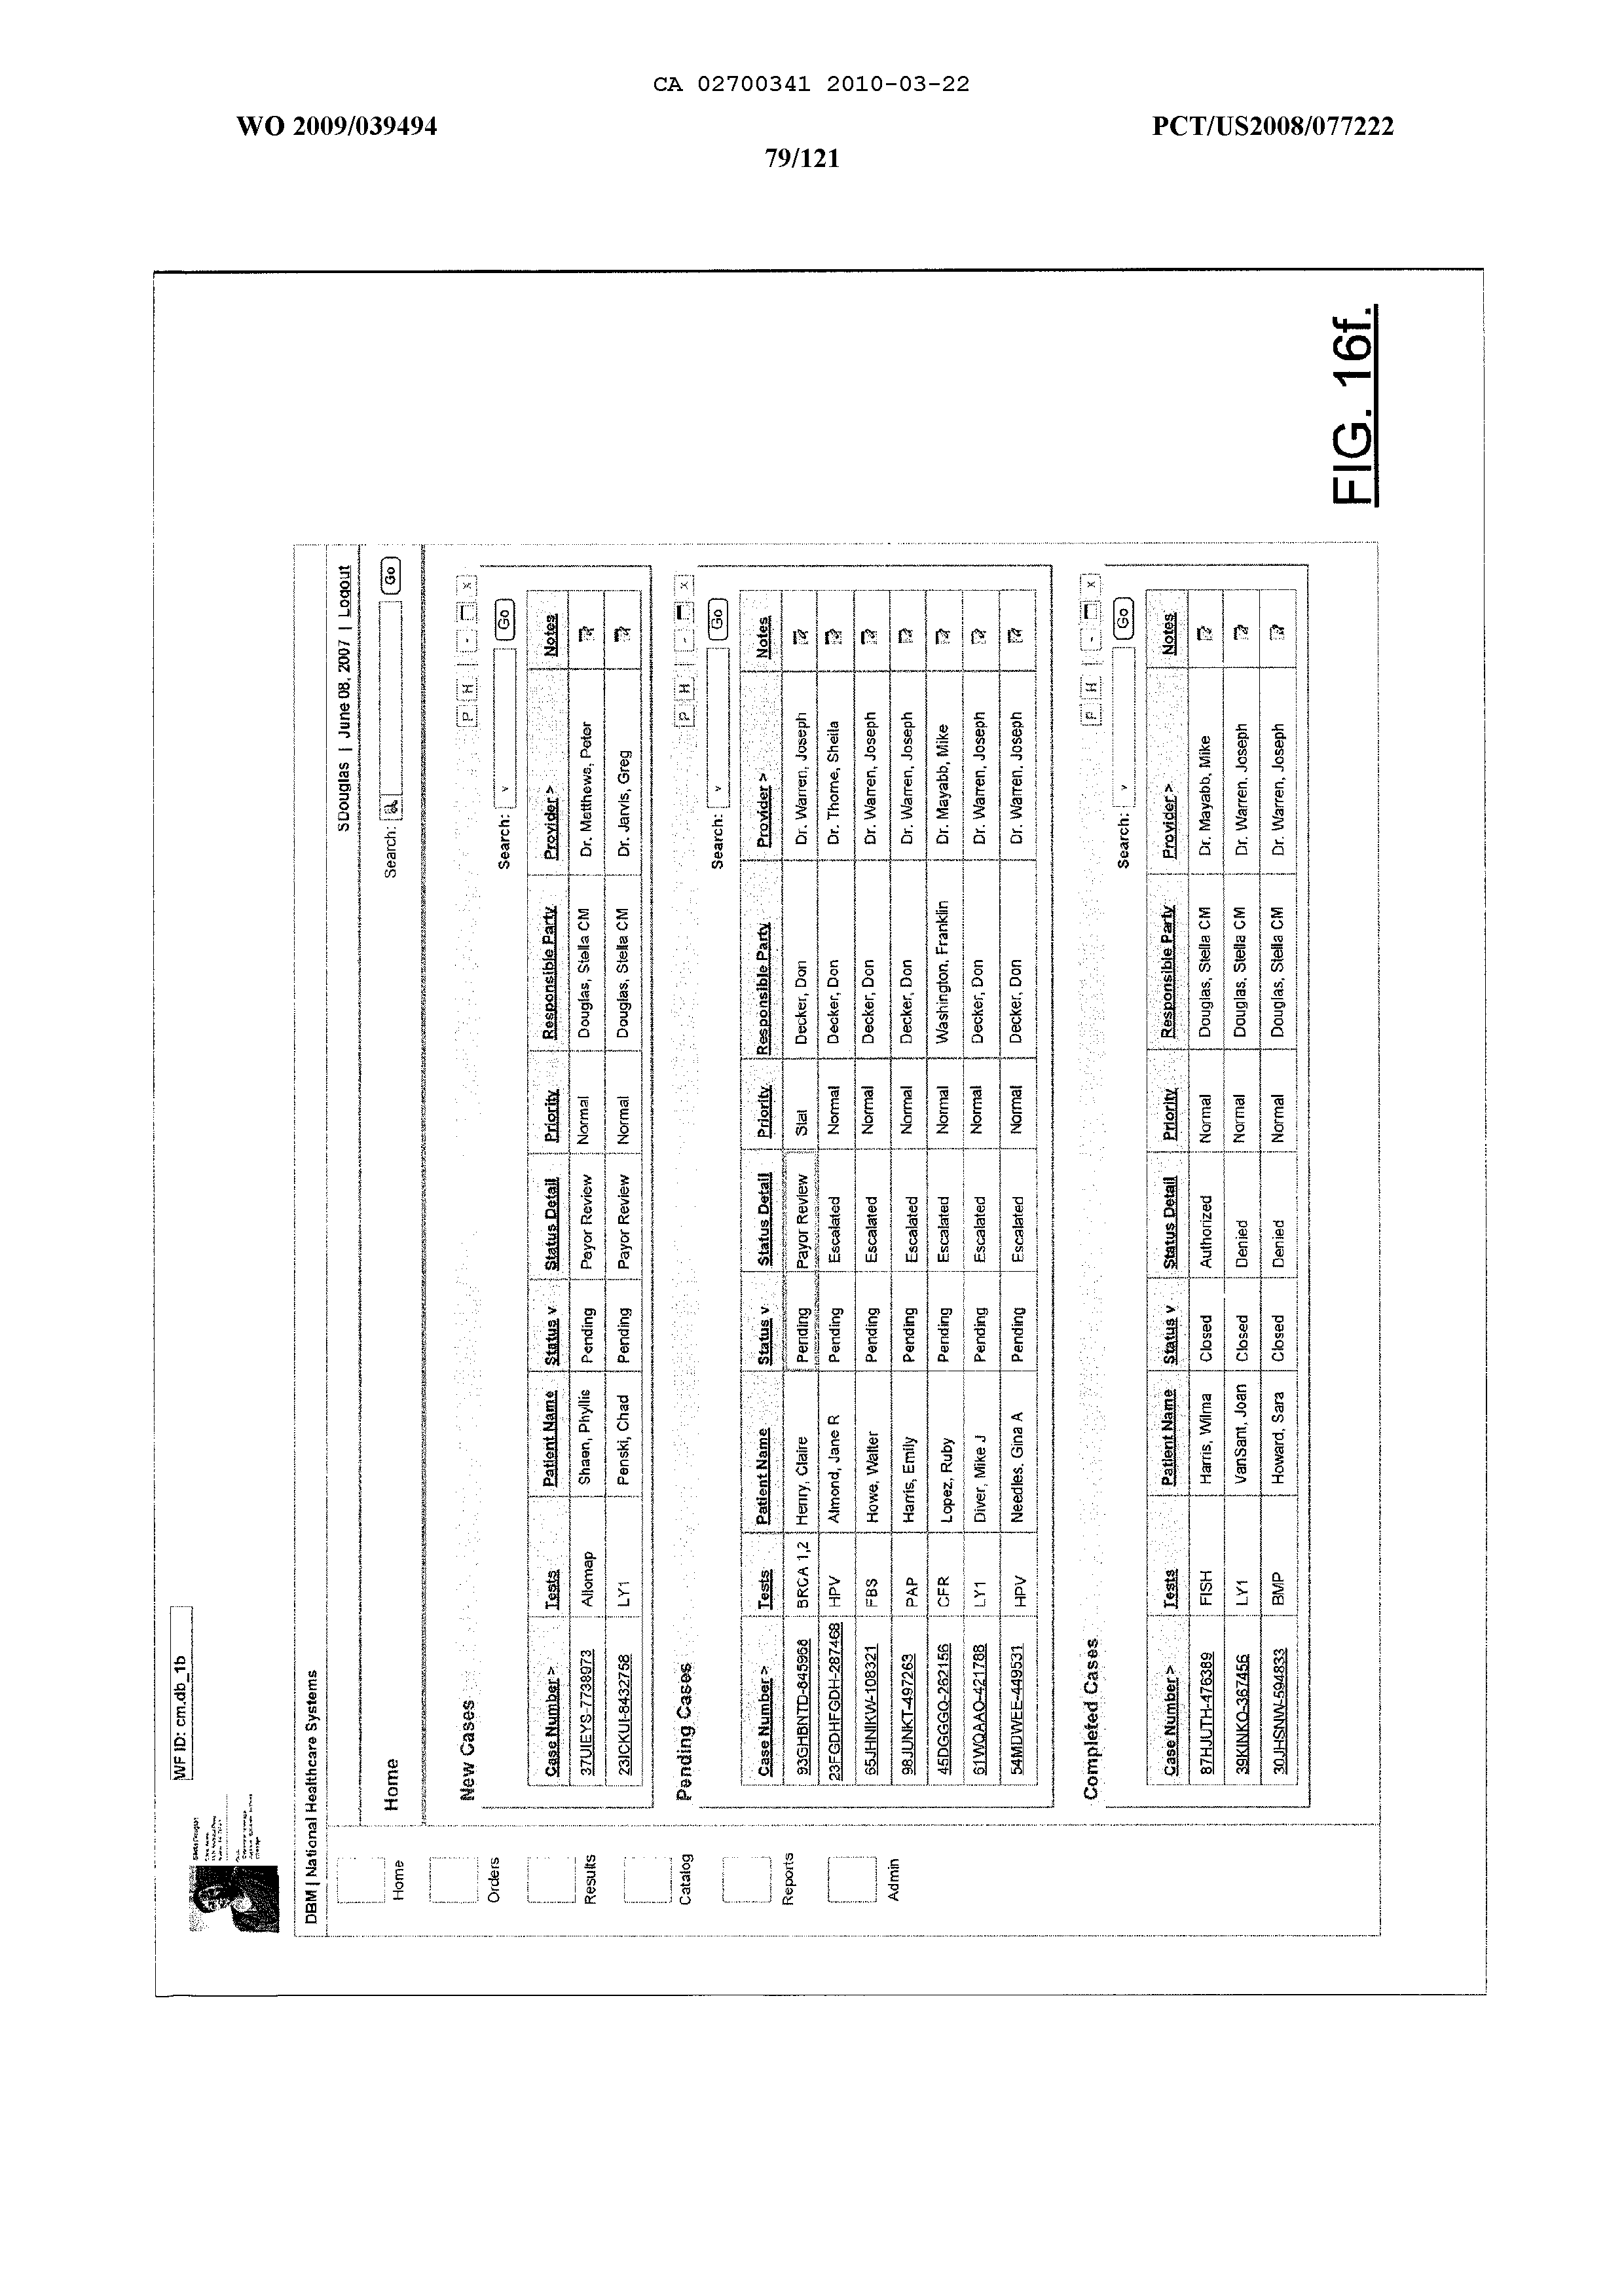 CA 02700341 2010-03-22
WO 2009/039494 PCT/US2008/077222
79/121
WF ID: cm.db_1b
DBM | National Healthcare Systems
SDouglas | June 08, 2007 | Logout
Home
Orders
Results
Catalog
Reports
Admin
Home Search: Go
New Cases P H | - x
Search: v Go
Case Number > Tests Patient Name Status v Status Detail Priority Responsible Party Provider > Notes
37UIEYS-7738973 Allomap Shaen, Phyllis Pending Payor Review Normal Douglas, Stella CM Dr. Matthews, Peter
23ICKUI-8432758 LY1 Penski, Chad Pending Payor Review Normal Douglas, Stella CM Dr. Jarvis, Greg
Pending Cases P H | - x
Search: v Go
Case Number > Tests Patient Name Status v Status Detail Priority Responsible Party Provider > Notes
93GHBNTD-845968 BRCA 1,2 Henry, Claire Pending Payor Review Stat Decker, Don Dr. Warren, Joseph
23FGDHFGDH-287468 HPV Almond, Jane R Pending Escalated Normal Decker, Don Dr. Thorne, Sheila
65JHNIKW-108321 FBS Howe, Walter Pending Escalated Normal Decker, Don Dr. Warren, Joseph
98JUNKT-497263 PAP Harris, Emily Pending Escalated Normal Decker, Don Dr. Warren, Joseph
45DGGGO-262156 CFR Lopez, Ruby Pending Escalated Normal Washington, Franklin Dr. Mayabb, Mike
61WQAAO-421788 LY1 Diver, Mike J Pending Escalated Normal Decker, Don Dr. Warren, Joseph
54MDWEE-449531 HPV Needles, Gina A Pending Escalated Normal Decker, Don Dr. Warren, Joseph
Completed Cases P H | - x
Search: v Go
Case Number > Tests Patient Name Status v Status Detail Priority Responsible Party Provider > Notes
87HJUTH-476389 FISH Harris, Wilma Closed Authorized Normal Douglas, Stella CM Dr. Mayabb, Mike
39KINKO-367456 LY1 VanSant, Joan Closed Denied Normal Douglas, Stella CM Dr. Warren, Joseph
30JHSNW-594833 BMP Howard, Sara Closed Denied Normal Douglas, Stella CM Dr. Warren, Joseph
FIG. 16f.